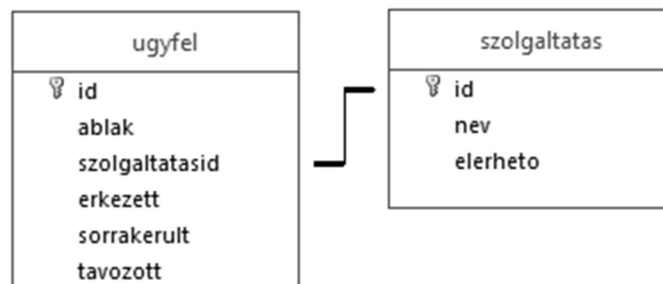 ugyfel
id
ablak
szolgaltatasid
erkezett
sorrakerult
tavozott
szolgaltatas
id
nev
elerheto